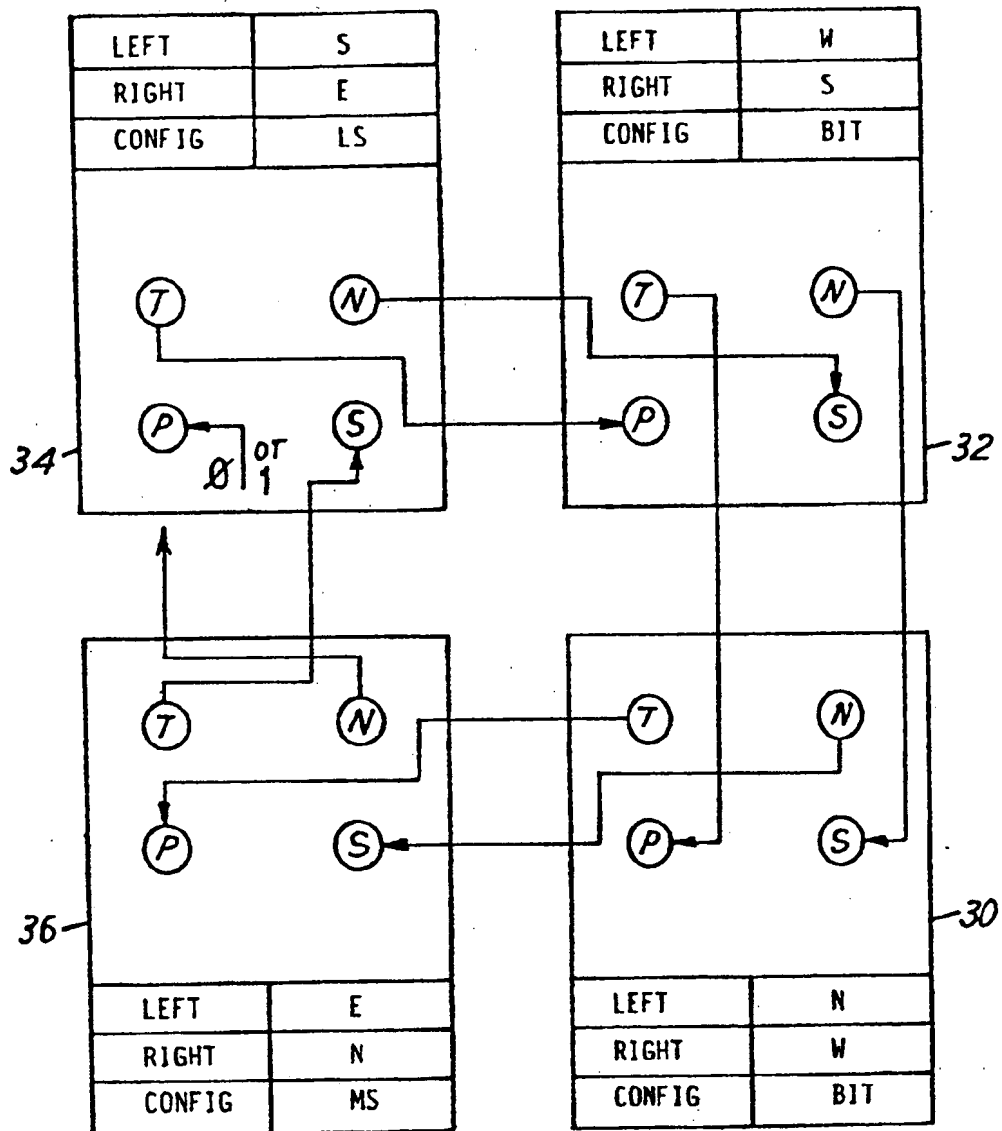 LEFT S
RIGHT E
CONFIG LS
LEFT W
RIGHT S
CONFIG BIT
T N
T N
P S
P S
Ø or 1
34
32
T N
T N
P S
P S
36
30
LEFT E
RIGHT N
CONFIG MS
LEFT N
RIGHT W
CONFIG BIT